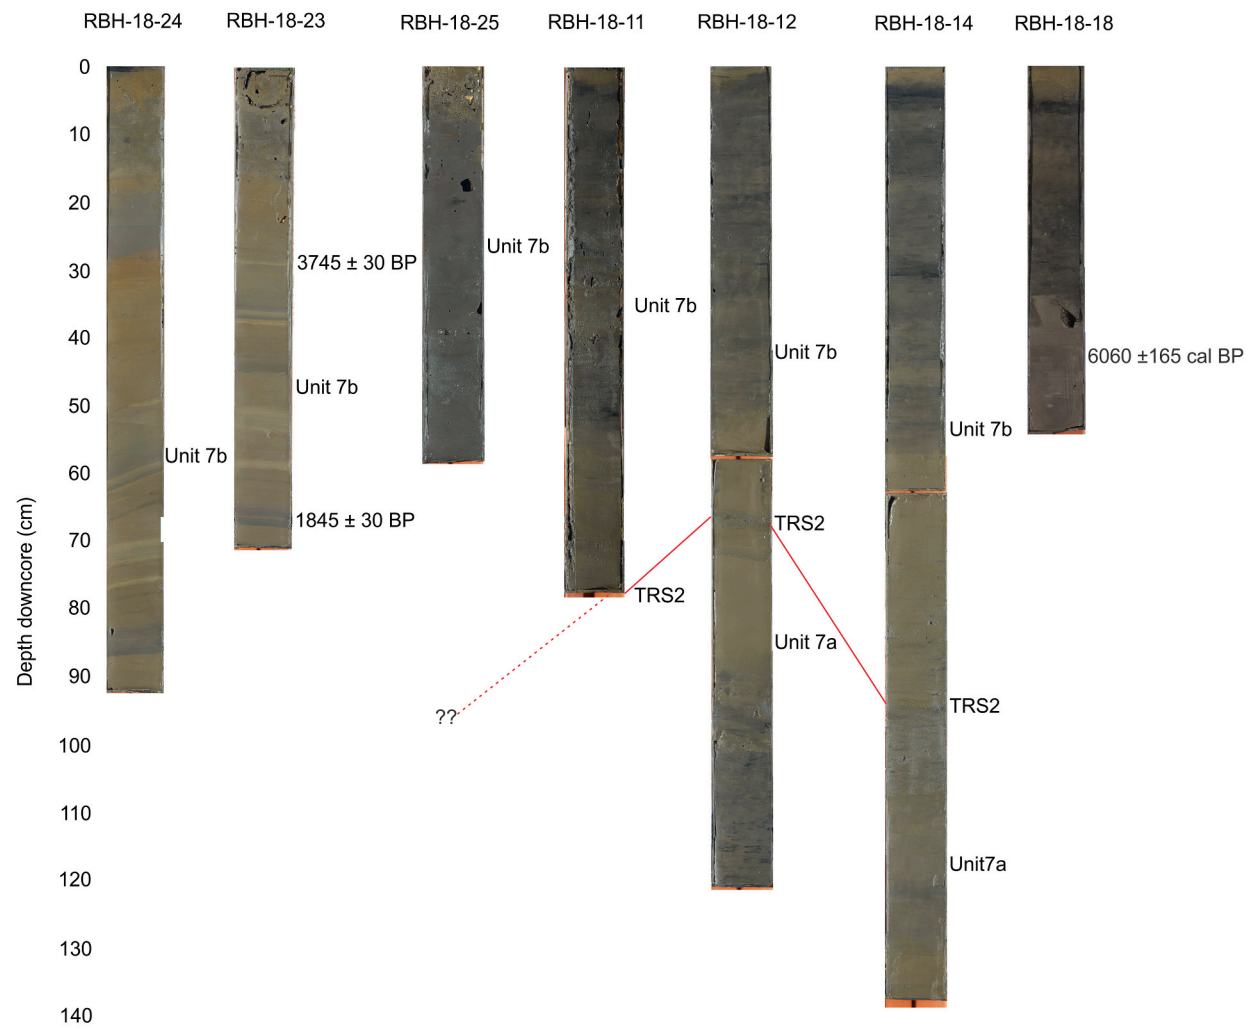 RBH-18-24 RBH-18-23 RBH-18-25 RBH-18-11 RBH-18-12 RBH-18-14 RBH-18-18
0
10
20
Unit 7b
3745 ± 30 BP
30
Unit 7b
40
Unit 7b
6060 ±165 cal BP
Unit 7b
50
Unit 7b
Unit 7b
60
1845 ± 30 BP
TRS2
70
Depth downcore (cm)
TRS2
80
Unit 7a
90
TRS2
??
100
110
Unit7a
120
130
140